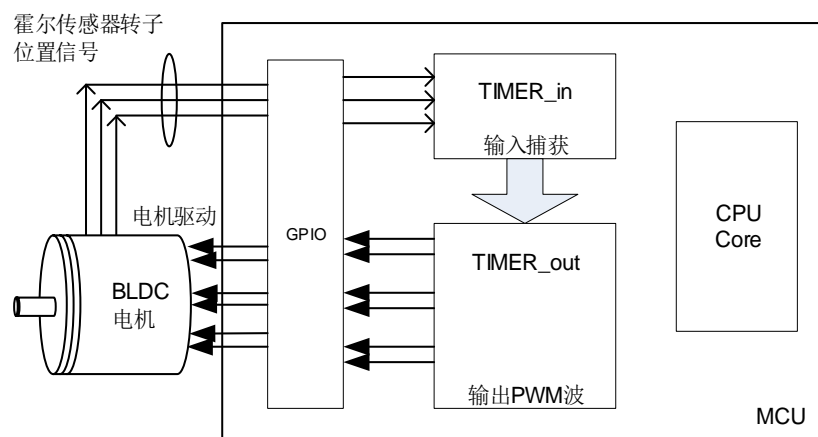 霍尔传感器转子
位置信号
TIMER_in
输入捕获
电机驱动
GPIO
CPU
Core
TIMER_out
BLDC
电机
输出PWM波
MCU